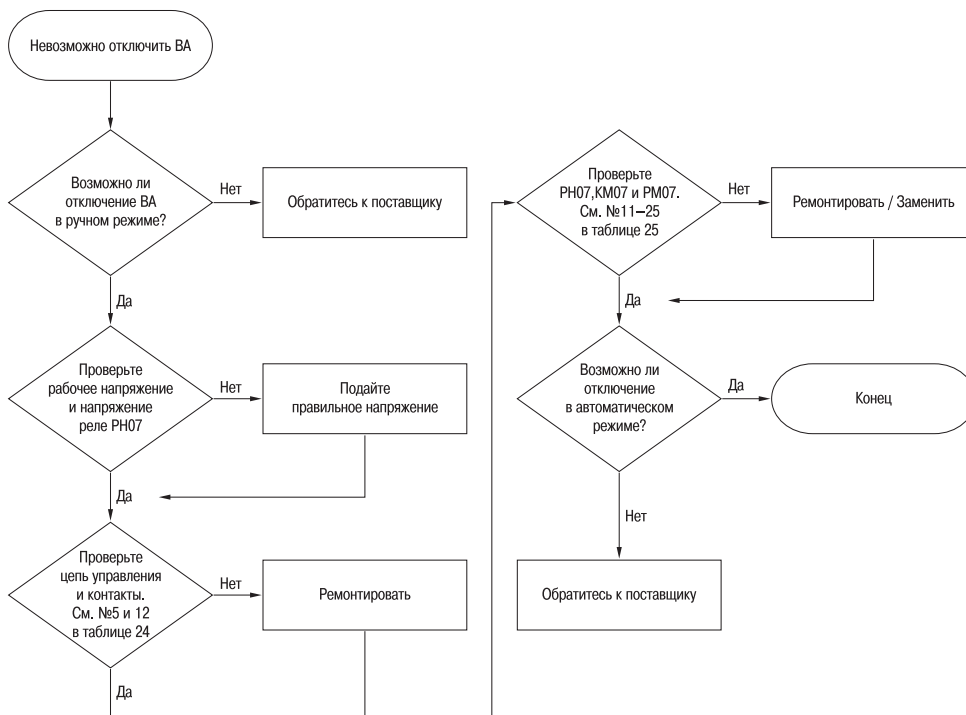 Невозможно отключить ВА
Возможно ли
отключение ВА
в ручном режиме?
Нет
Обратитесь к поставщику
Да
Проверьте
рабочее напряжение
и напряжение
реле РН07
Нет
Подайте
правильное напряжение
Да
Проверьте
цепь управления
и контакты.
См. №5 и 12
в таблице 24
Нет
Ремонтировать
Да
Проверьте
РН07,КМ07 и РМ07.
См. №11–25
в таблице 25
Нет
Ремонтировать / Заменить
Да
Возможно ли
отключение
в автоматическом
режиме?
Да
Конец
Нет
Обратитесь к поставщику